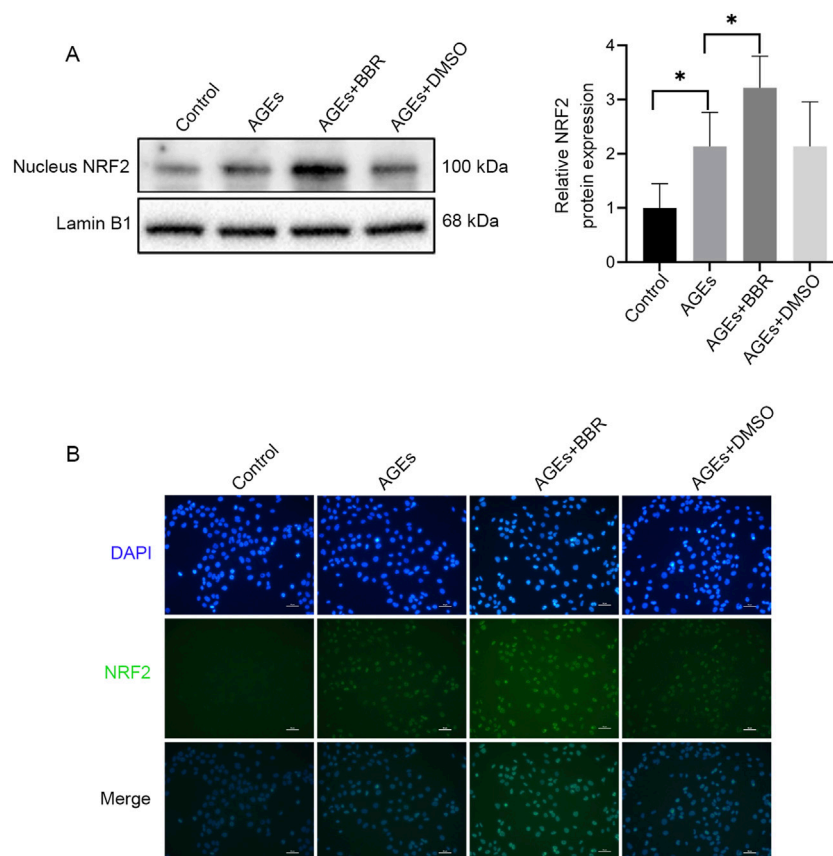 A
Control
AGEs
AGEs+BBR
AGEs+DMSO
Nucleus NRF2
100 kDa
Lamin B1
68 kDa
Relative NRF2
protein expression
4
3
2
1
0
*
*
Control
AGEs
AGEs+BBR
AGEs+DMSO
B
Control
AGEs
AGEs+BBR
AGEs+DMSO
DAPI
NRF2
Merge